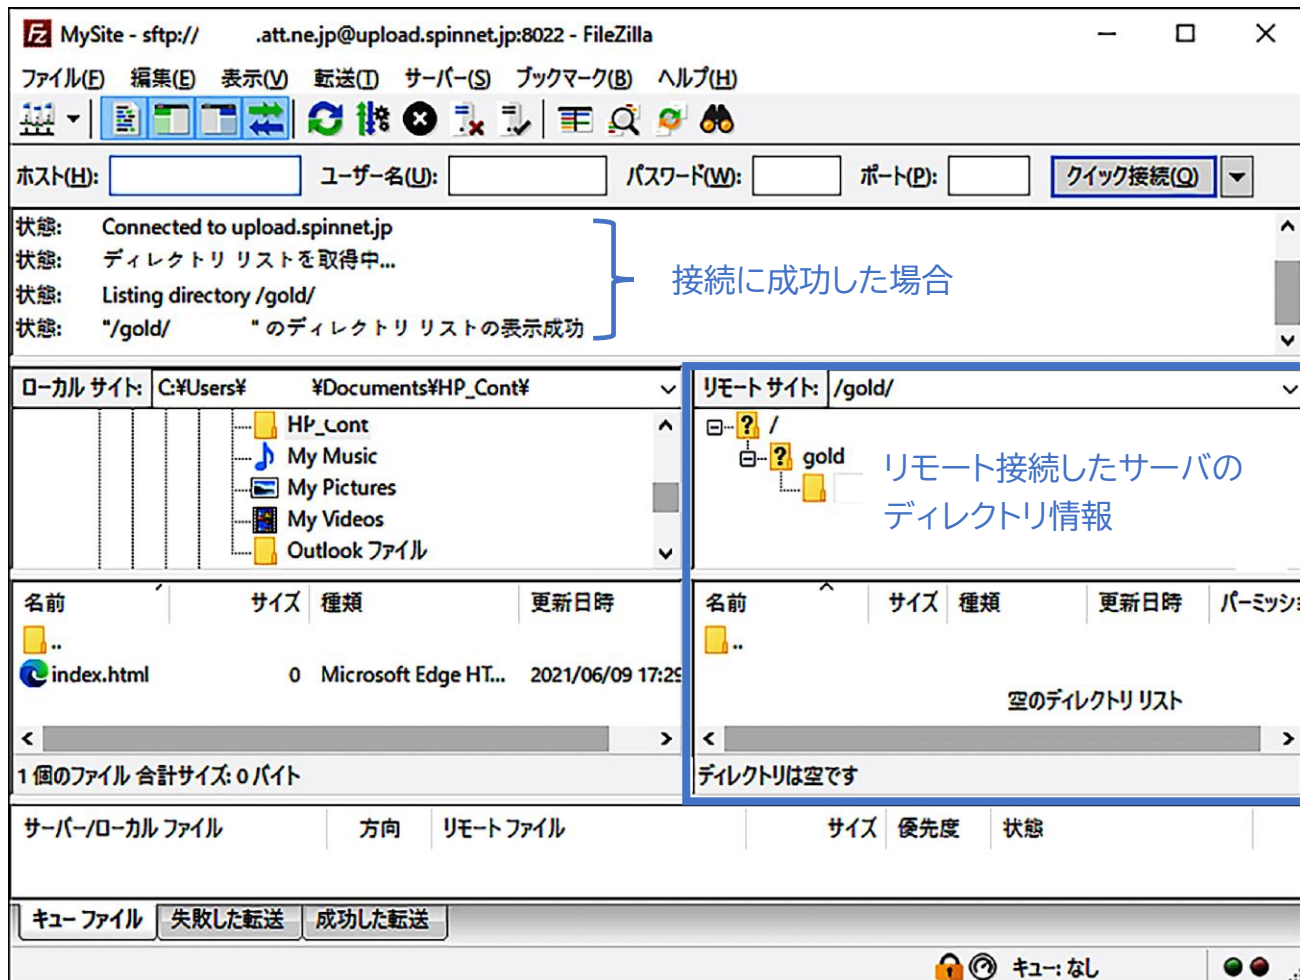 MySite - sftp:// .att.ne.jp@upload.spinnet.jp:8022 - FileZilla
ファイル(F) 編集(E) 表示(V) 転送(T) サーバー(S) ブックマーク(B) ヘルプ(H)
ホスト(H): ユーザー名(U): パスワード(W): ポート(P): クイック接続(Q)
状態: Connected to upload.spinnet.jp
状態: ディレクトリ リストを取得中...
状態: Listing directory /gold/
状態: "/gold/ " のディレクトリ リストの表示成功
接続に成功した場合
ローカル サイト: C:¥Users¥ ¥Documents¥HP_Cont¥
HP_Cont
My Music
My Pictures
My Videos
Outlook ファイル
リモート サイト: /gold/
/
gold
リモート接続したサーバの
ディレクトリ情報
名前 サイズ 種類 更新日時
..
index.html 0 Microsoft Edge HT... 2021/06/09 17:29
1 個のファイル 合計サイズ: 0 バイト
名前 サイズ 種類 更新日時 パーミッショ
..
空のディレクトリ リスト
ディレクトリは空です
サーバー/ローカル ファイル 方向 リモート ファイル サイズ 優先度 状態
キュー ファイル 失敗した転送 成功した転送
キュー: なし